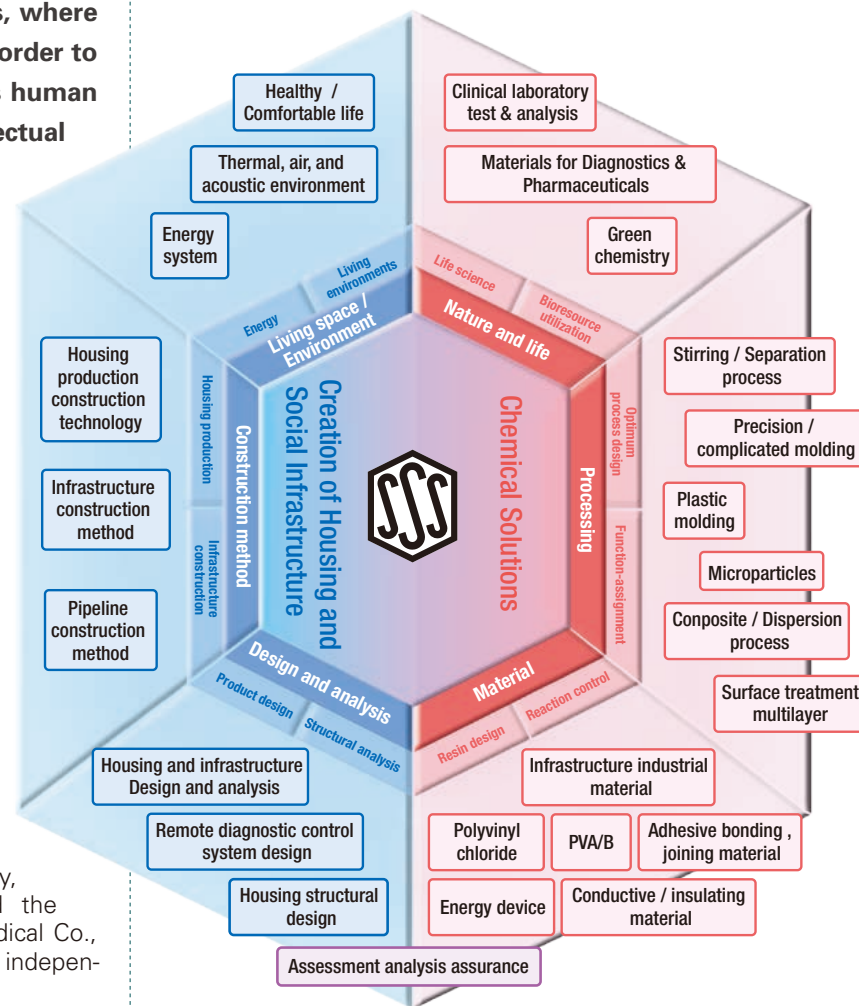 s, where
order to
s human
ectual
Healthy /
Comfortable life
Thermal, air, and
acoustic environment
Energy
system
Clinical laboratory
test & analysis
Materials for Diagnostics &
Pharmaceuticals
Green
chemistry
Energy
Living
environments
Living space /
Environment
Life science
Bioresource
utilization
Nature and life
Housing
production
construction
technology
Infrastructure
construction
method
Pipeline
construction
method
Housing production
Infrastructure
construction
Construction method
Creation of Housing and
Social Infrastructure
SSS
Chemical Solutions
Processing
Optimum
process design
Function-assignment
Stirring / Separation
process
Precision /
complicated molding
Plastic
molding
Microparticles
Conposite / Dispersion
process
Surface treatment
multilayer
Design and analysis
Product design
Structural analysis
Material
Resin design
Reaction control
Housing and infrastructure
Design and analysis
Remote diagnostic control
system design
Housing structural
design
Infrastructure industrial
material
Polyvinyl
chloride
PVA/B
Adhesive bonding ,
joining material
Energy device
Conductive / insulating
material
Assessment analysis assurance
y,
l the
dical Co.,
indepen-